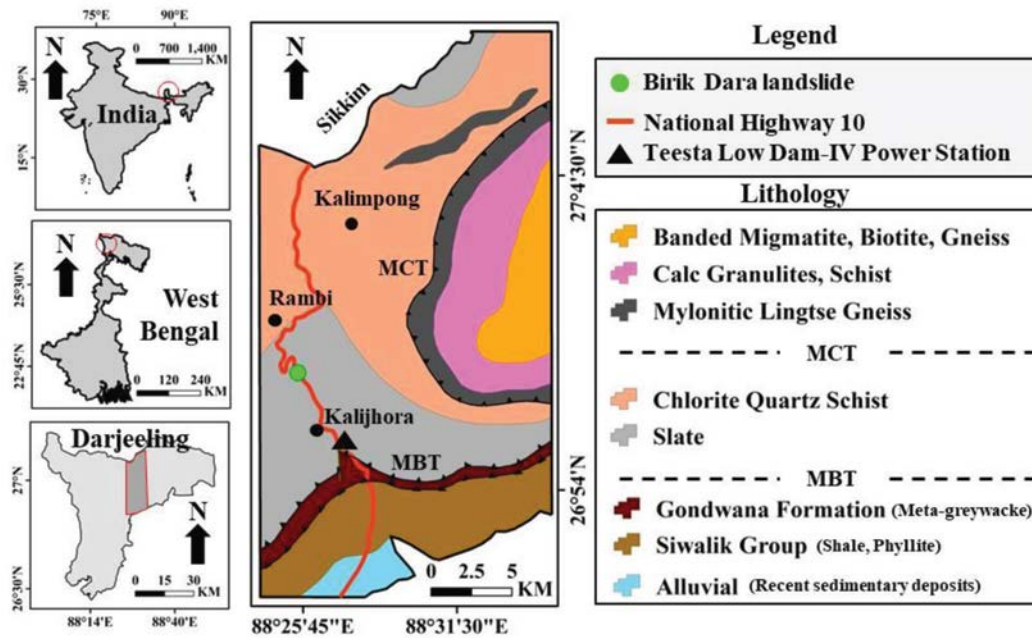 75°E 90°E
N
0 700 1,400
KM
30°N
15°N
India
N
25°30'N
22°45'N
West
Bengal
0 120 240
KM
Darjeeling
27°N
26°30'N
N
0 15 30
KM
88°14'E 88°40'E
N
Sikkim
Kalimpong
MCT
Rambi
Kalijhora
MBT
27°4'30"N
26°54'N
0 2.5 5
KM
88°25'45"E 88°31'30"E
Legend
Birik Dara landslide
National Highway 10
Teesta Low Dam-IV Power Station
Lithology
Banded Migmatite, Biotite, Gneiss
Calc Granulites, Schist
Mylonitic Lingtse Gneiss
MCT
Chlorite Quartz Schist
Slate
MBT
Gondwana Formation (Meta-greywacke)
Siwalik Group (Shale, Phyllite)
Alluvial (Recent sedimentary deposits)